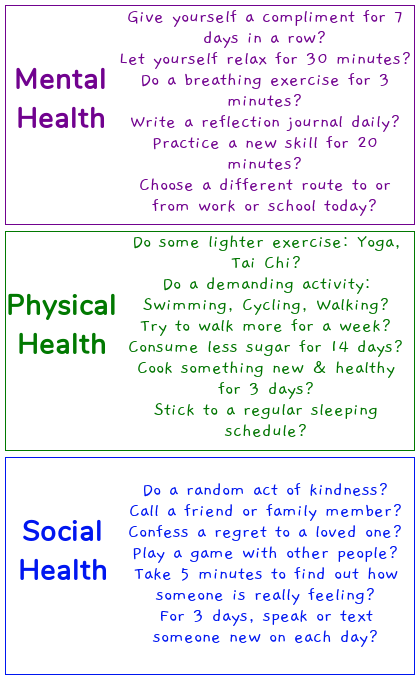 Mental
Health
Give yourself a compliment for 7
days in a row?
Let yourself relax for 30 minutes?
Do a breathing exercise for 3
minutes?
Write a reflection journal daily?
Practice a new skill for 20
minutes?
Choose a different route to or
from work or school today?
Physical
Health
Do some lighter exercise: Yoga,
Tai Chi?
Do a demanding activity:
Swimming, Cycling, Walking?
Try to walk more for a week?
Consume less sugar for 14 days?
Cook something new & healthy
for 3 days?
Stick to a regular sleeping
schedule?
Social
Health
Do a random act of kindness?
Call a friend or family member?
Confess a regret to a loved one?
Play a game with other people?
Take 5 minutes to find out how
someone is really feeling?
For 3 days, speak or text
someone new on each day?